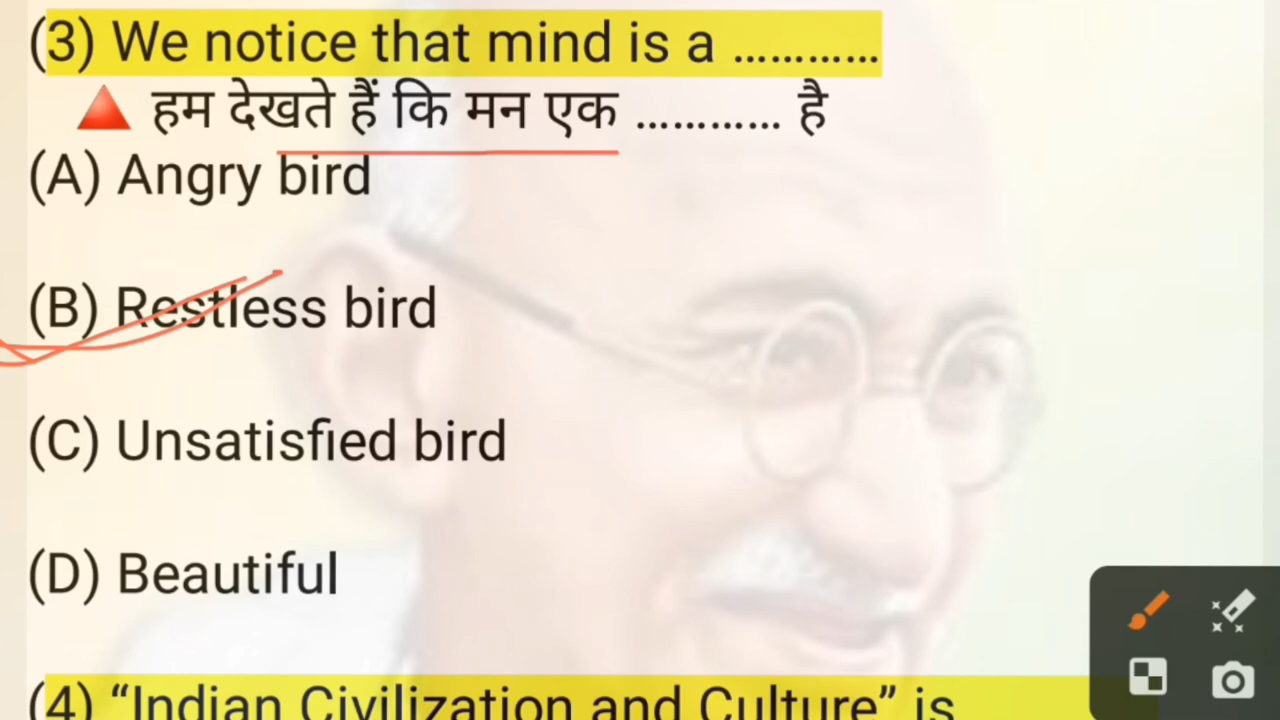 (3) We notice that mind is a ............
🔺 हम देखते हैं कि मन एक ............ है
(A) Angry bird
(B) Restless bird
(C) Unsatisfied bird
(D) Beautiful
(4) “Indian Civilization and Culture” is